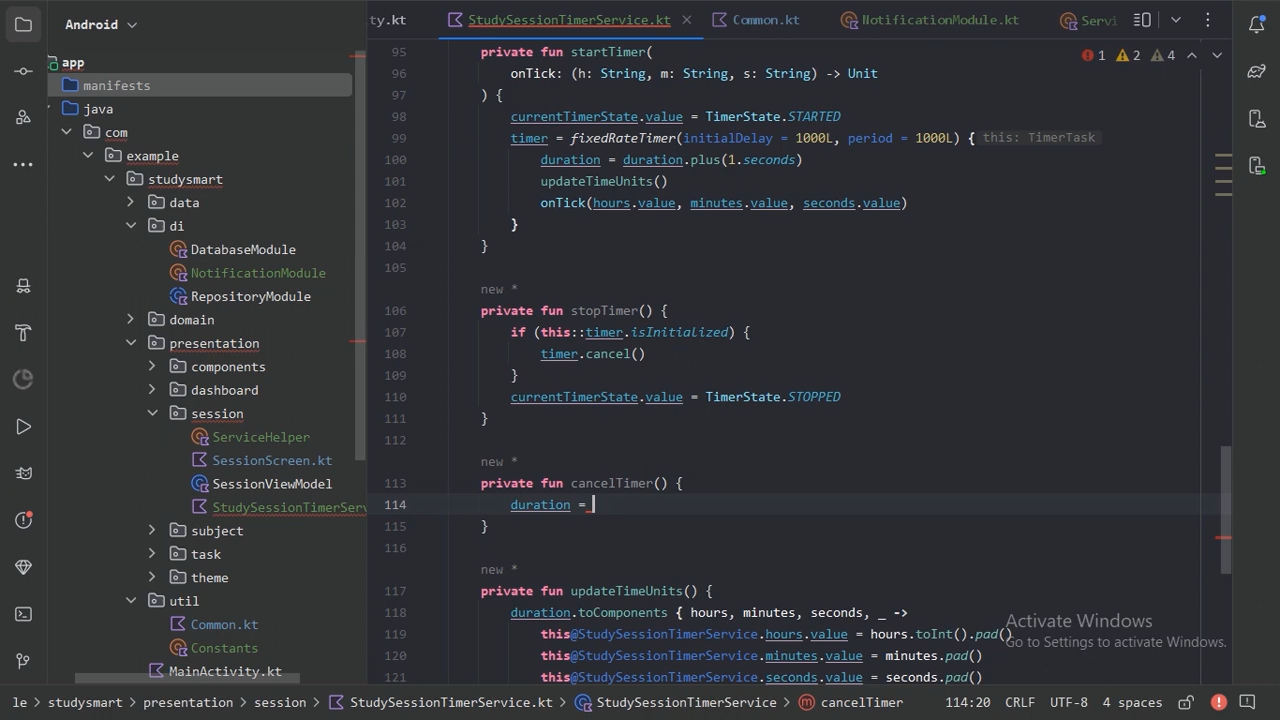 Android
ty.kt
StudySessionTimerService.kt
Common.kt
NotificationModule.kt
Servi
app
manifests
java
com
example
studysmart
data
di
DatabaseModule
NotificationModule
RepositoryModule
domain
presentation
components
dashboard
session
ServiceHelper
SessionScreen.kt
SessionViewModel
StudySessionTimerServ
subject
task
theme
util
Common.kt
Constants
MainActivity.kt
1 2 4
95 private fun startTimer(
96 onTick: (h: String, m: String, s: String) -> Unit
97 ) {
98 currentTimerState.value = TimerState.STARTED
99 timer = fixedRateTimer(initialDelay = 1000L, period = 1000L) { this: TimerTask
100 duration = duration.plus(1.seconds)
101 updateTimeUnits()
102 onTick(hours.value, minutes.value, seconds.value)
103 }
104 }
105
new *
106 private fun stopTimer() {
107 if (this::timer.isInitialized) {
108 timer.cancel()
109 }
110 currentTimerState.value = TimerState.STOPPED
111 }
112
new *
113 private fun cancelTimer() {
114 duration =
115 }
116
new *
117 private fun updateTimeUnits() {
118 duration.toComponents { hours, minutes, seconds, _ ->
119 this@StudySessionTimerService.hours.value = hours.toInt().pad()
120 this@StudySessionTimerService.minutes.value = minutes.pad()
121 this@StudySessionTimerService.seconds.value = seconds.pad()
Activate Windows
Go to Settings to activate Windows.
le > studysmart > presentation > session > StudySessionTimerService.kt > StudySessionTimerService > cancelTimer 114:20 CRLF UTF-8 4 spaces